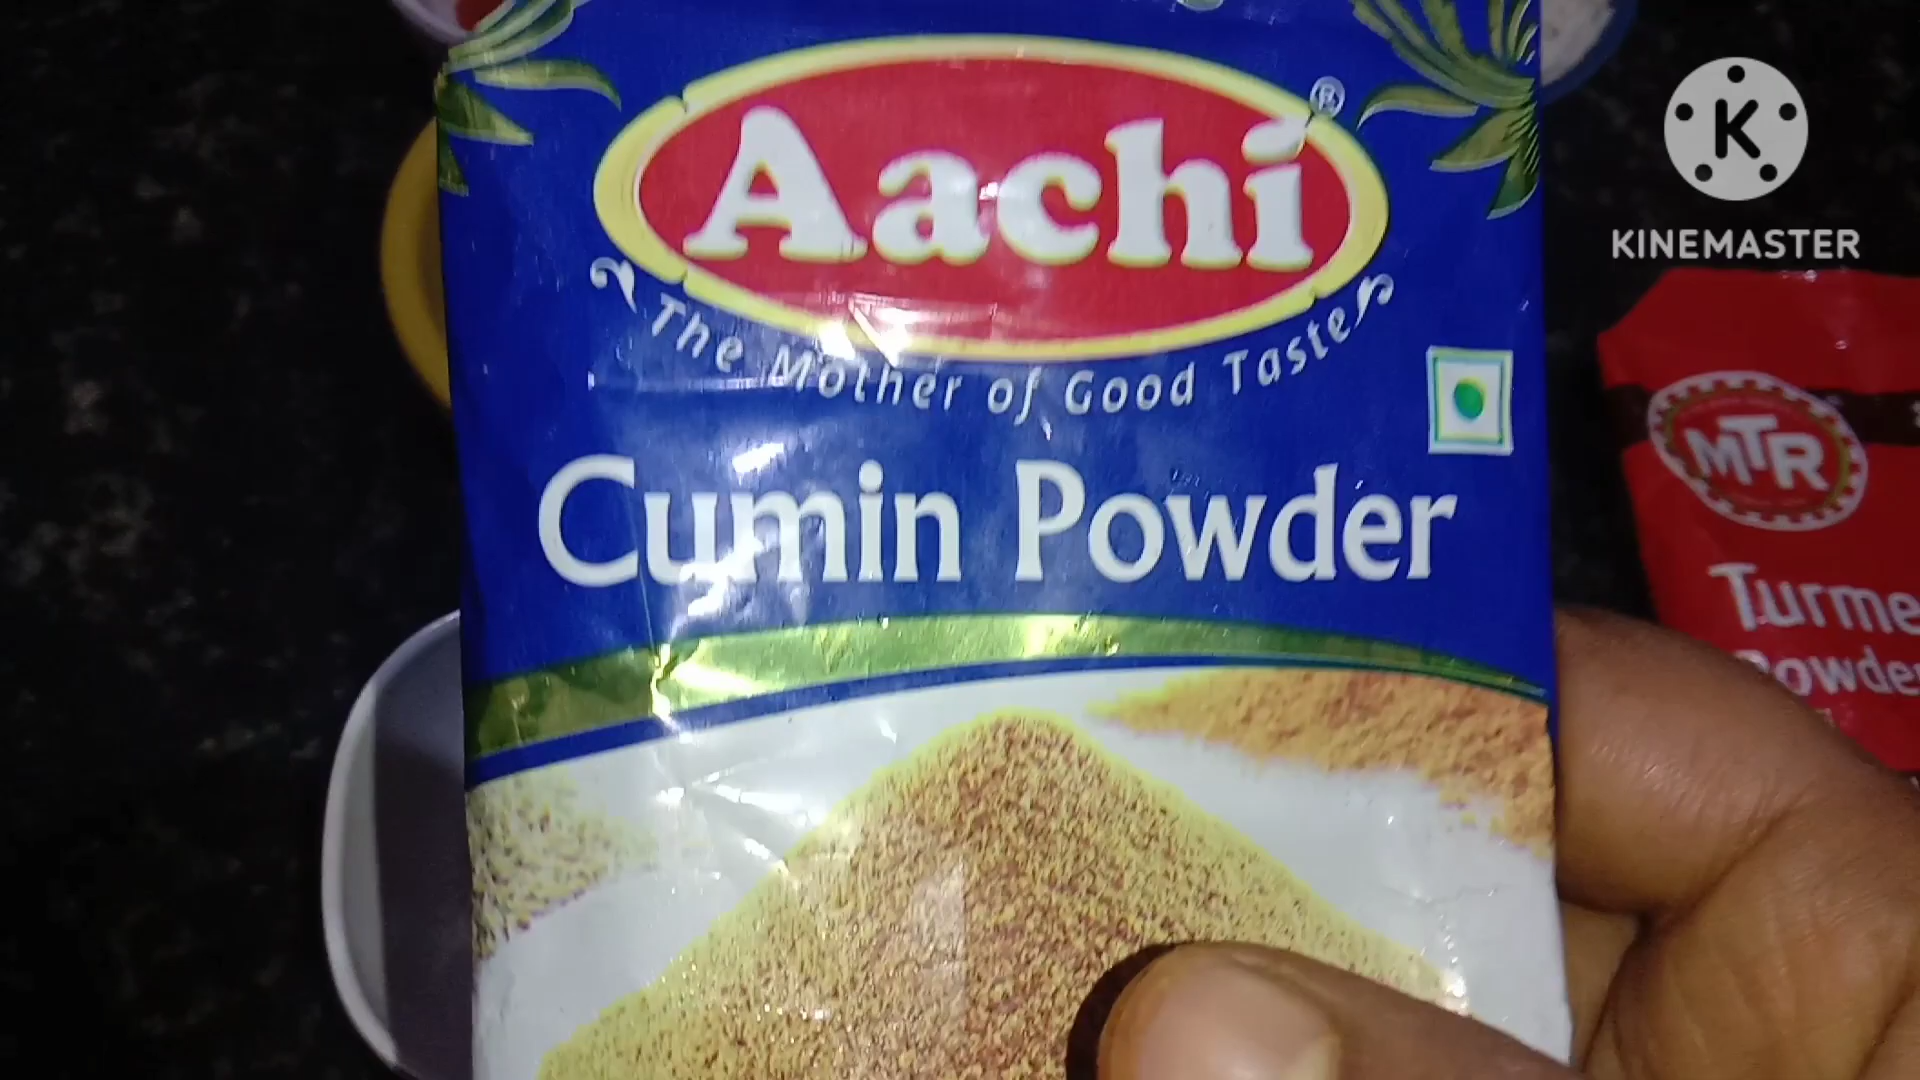 Aachi
®
The Mother of Good Taste
Cumin Powder
K
KINEMASTER
MTR
Turme
Powder